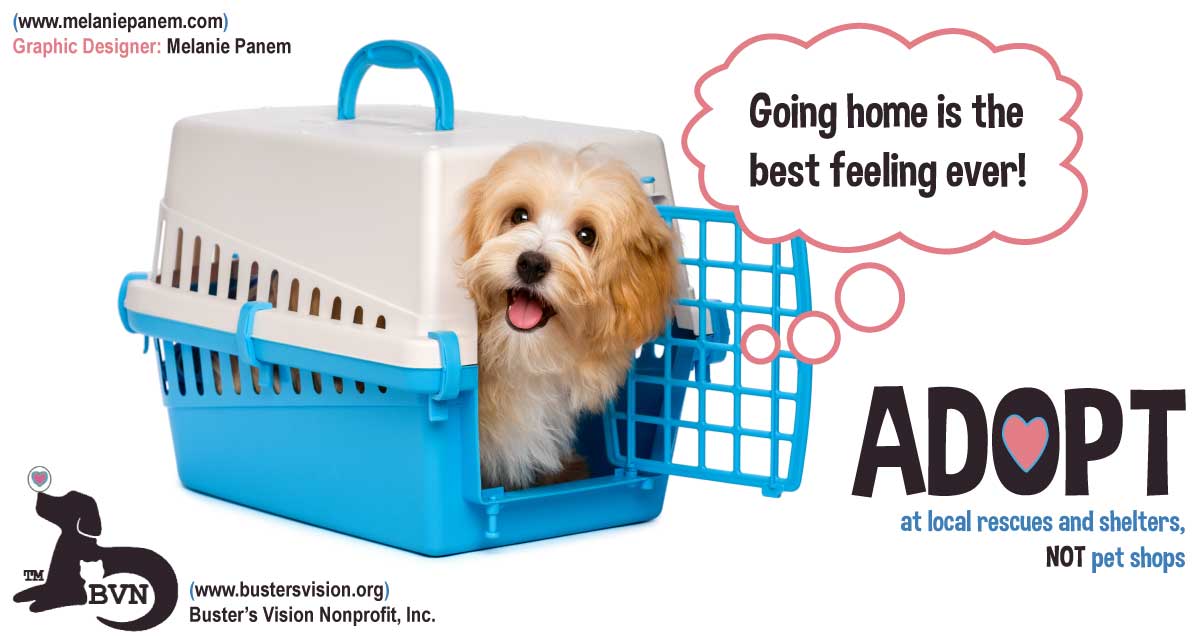 (www.melaniepanem.com)
Graphic Designer: Melanie Panem
Going home is the
best feeling ever!
ADOPT
at local rescues and shelters,
NOT pet shops
TM
BVN
(www.bustersvision.org)
Buster's Vision Nonprofit, Inc.